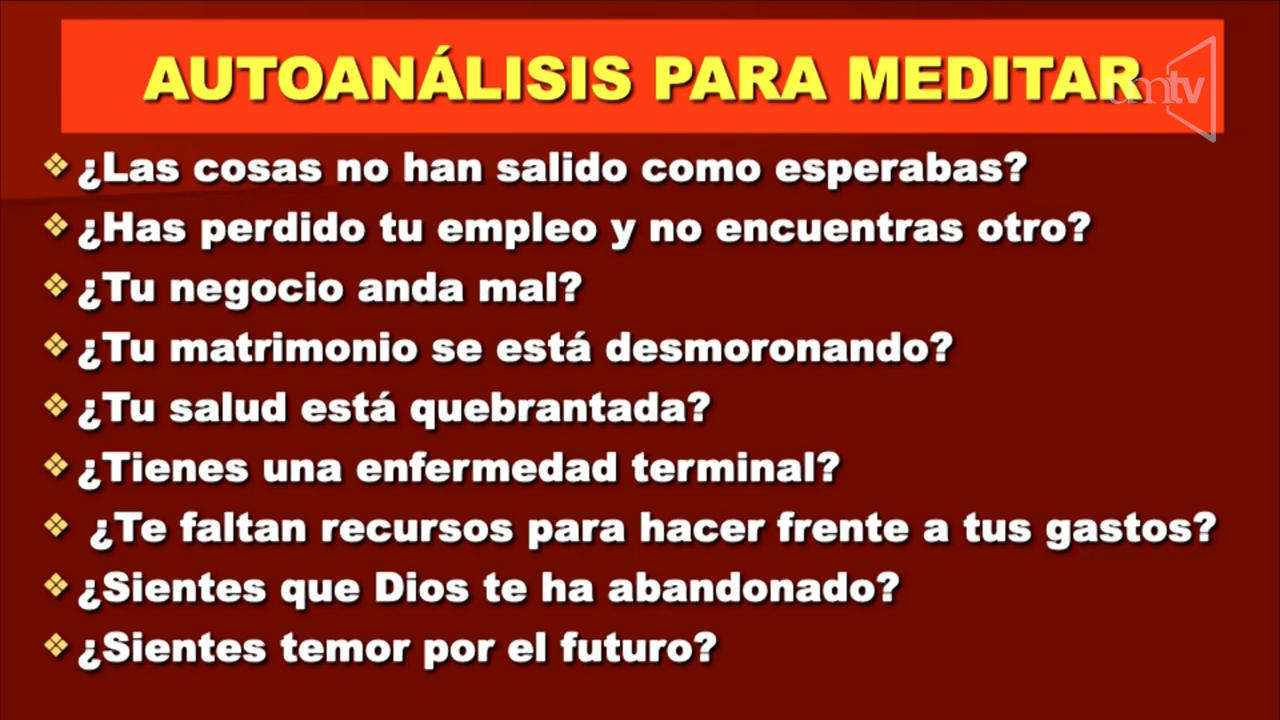 AUTOANÁLISIS PARA MEDITAR
¿Las cosas no han salido como esperabas?
¿Has perdido tu empleo y no encuentras otro?
¿Tu negocio anda mal?
¿Tu matrimonio se está desmoronando?
¿Tu salud está quebrantada?
¿Tienes una enfermedad terminal?
¿Te faltan recursos para hacer frente a tus gastos?
¿Sientes que Dios te ha abandonado?
¿Sientes temor por el futuro?